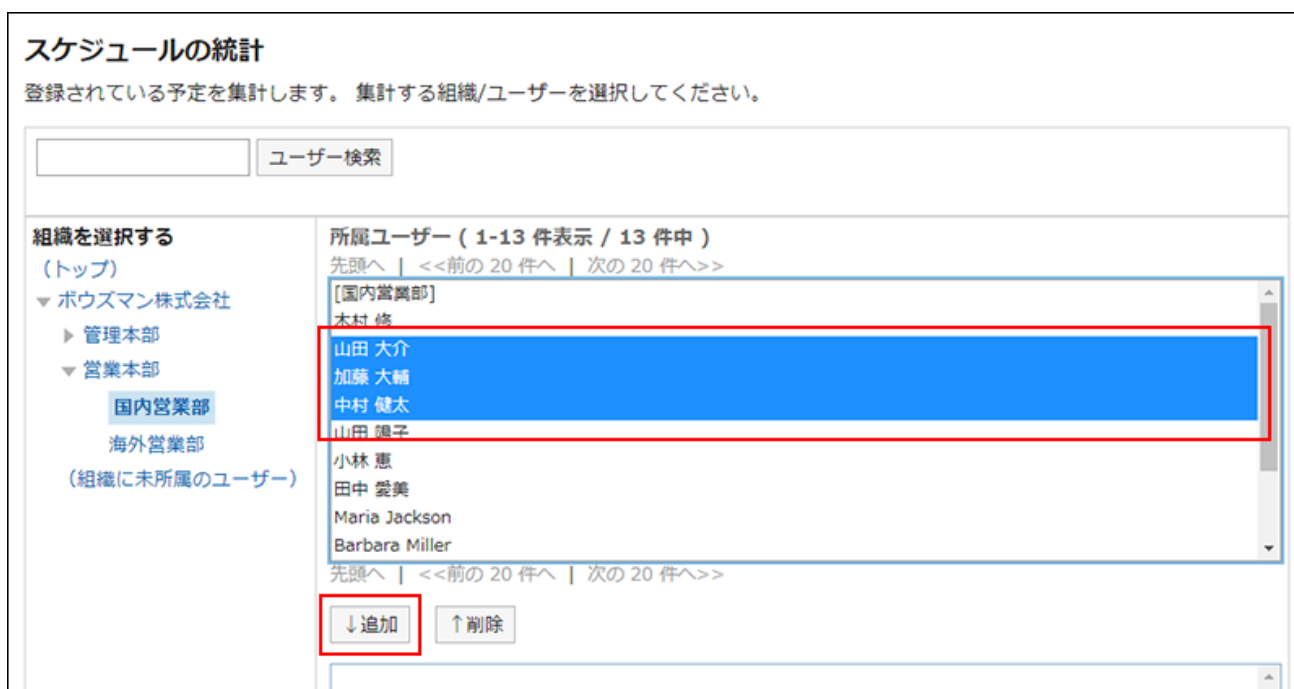 スケジュールの統計
登録されている予定を集計します。 集計する組織/ユーザーを選択してください。
ユーザー検索
組織を選択する
(トップ)
ボウズマン株式会社
管理本部
営業本部
国内営業部
海外営業部
(組織に未所属のユーザー)
所属ユーザー ( 1-13 件表示 / 13 件中 )
先頭へ | <<前の 20 件へ | 次の 20 件へ>>
[国内営業部]
木村 修
山田 大介
加藤 大輔
中村 健太
山田 陽子
小林 恵
田中 愛美
Maria Jackson
Barbara Miller
先頭へ | <<前の 20 件へ | 次の 20 件へ>>
↓追加 ↑削除